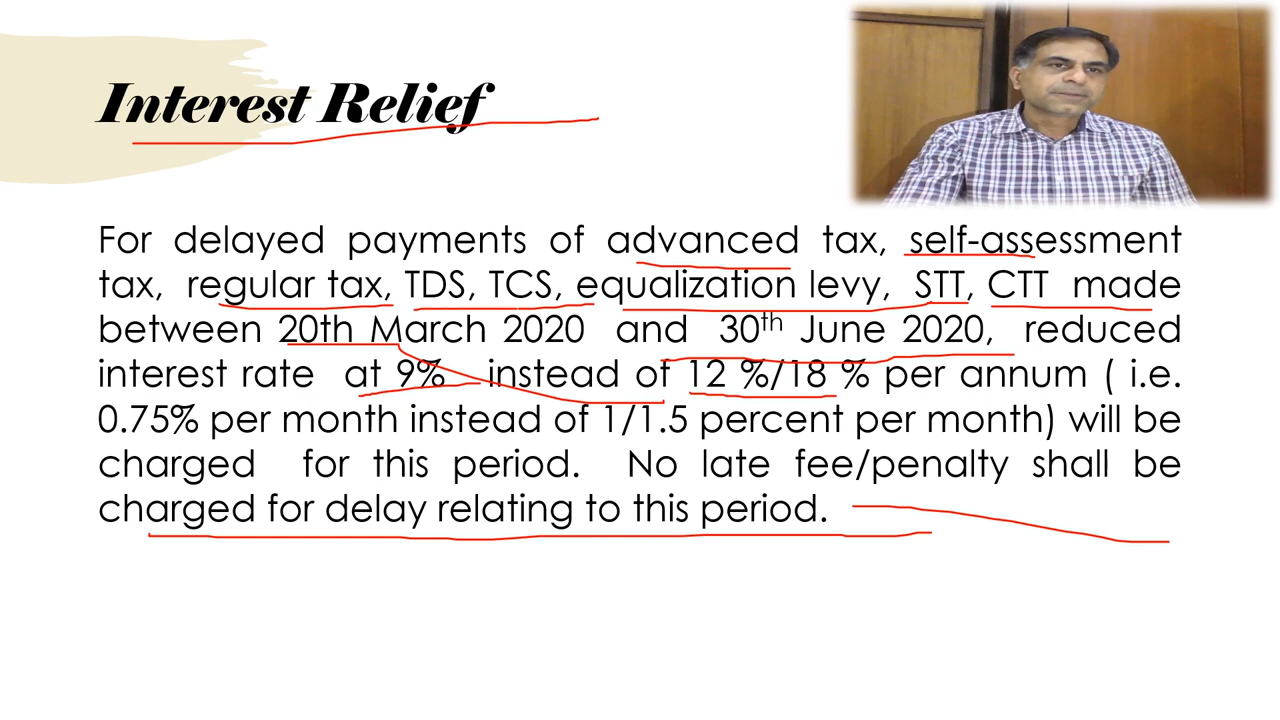 Interest Relief
For delayed payments of advanced tax, self-assessment
tax, regular tax, TDS, TCS, equalization levy, STT, CTT made
between 20th March 2020 and 30th June 2020, reduced
interest rate at 9% instead of 12 %/18 % per annum ( i.e.
0.75% per month instead of 1/1.5 percent per month) will be
charged for this period. No late fee/penalty shall be
charged for delay relating to this period.